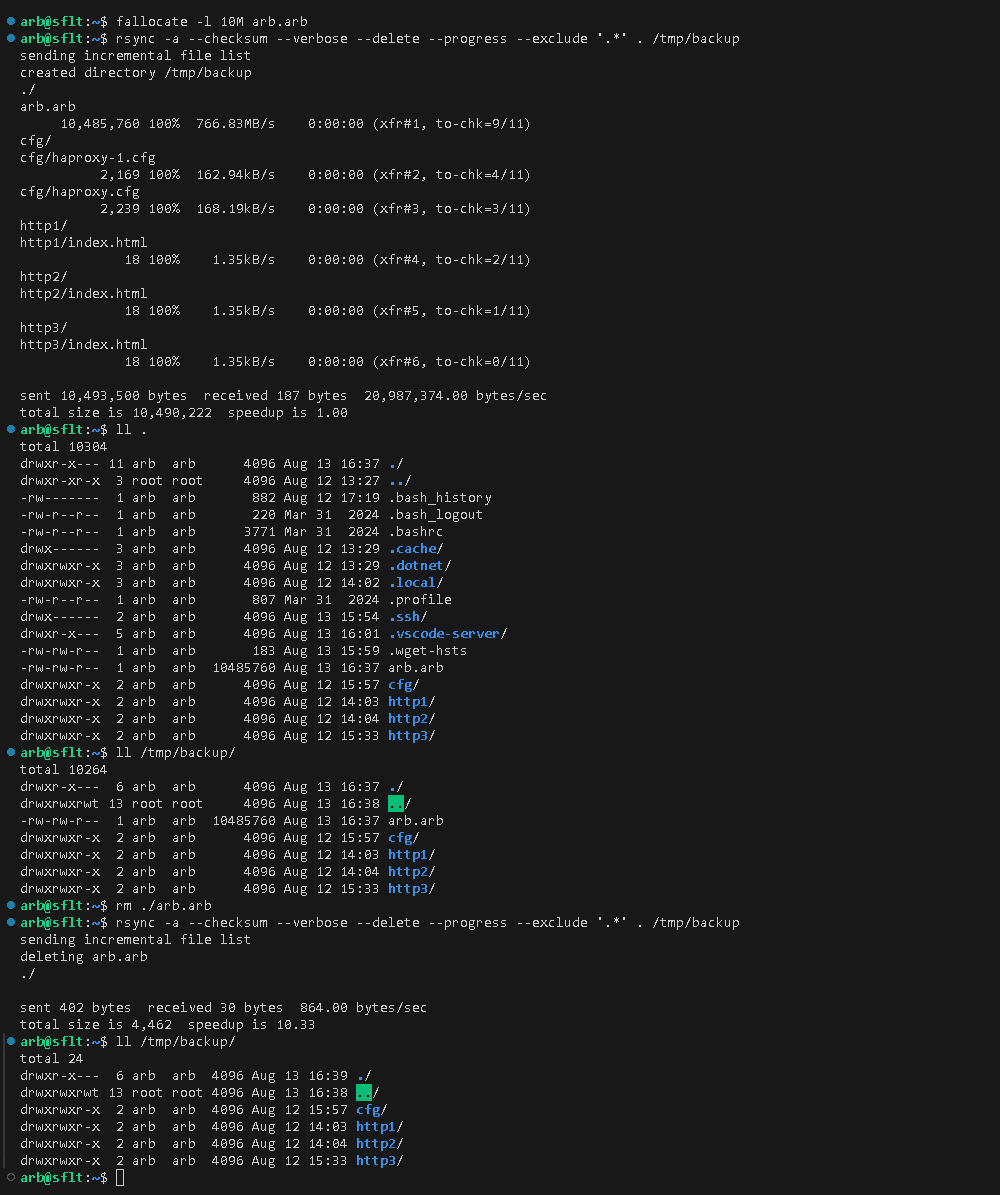 arb@sflt:~$ fallocate -l 10M arb.arb
arb@sflt:~$ rsync -a --checksum --verbose --delete --progress --exclude '.*' . /tmp/backup
sending incremental file list
created directory /tmp/backup
./
arb.arb
     10,485,760 100%  766.83MB/s    0:00:00 (xfr#1, to-chk=9/11)
cfg/
cfg/haproxy-1.cfg
          2,169 100%  162.94kB/s    0:00:00 (xfr#2, to-chk=4/11)
cfg/haproxy.cfg
          2,239 100%  168.19kB/s    0:00:00 (xfr#3, to-chk=3/11)
http1/
http1/index.html
             18 100%    1.35kB/s    0:00:00 (xfr#4, to-chk=2/11)
http2/
http2/index.html
             18 100%    1.35kB/s    0:00:00 (xfr#5, to-chk=1/11)
http3/
http3/index.html
             18 100%    1.35kB/s    0:00:00 (xfr#6, to-chk=0/11)

sent 10,493,500 bytes  received 187 bytes  20,987,374.00 bytes/sec
total size is 10,490,222  speedup is 1.00
arb@sflt:~$ ll .
total 10304
drwxr-x--- 11 arb  arb      4096 Aug 13 16:37 ./
drwxr-xr-x  3 root root     4096 Aug 12 13:27 ../
-rw-------  1 arb  arb       882 Aug 12 17:19 .bash_history
-rw-r--r--  1 arb  arb       220 Mar 31  2024 .bash_logout
-rw-r--r--  1 arb  arb      3771 Mar 31  2024 .bashrc
drwx------  3 arb  arb      4096 Aug 12 13:29 .cache/
drwxrwxr-x  3 arb  arb      4096 Aug 12 13:29 .dotnet/
drwxrwxr-x  3 arb  arb      4096 Aug 12 14:02 .local/
-rw-r--r--  1 arb  arb       807 Mar 31  2024 .profile
drwx------  2 arb  arb      4096 Aug 13 15:54 .ssh/
drwxr-x---  5 arb  arb      4096 Aug 13 16:01 .vscode-server/
-rw-rw-r--  1 arb  arb       183 Aug 13 15:59 .wget-hsts
-rw-rw-r--  1 arb  arb  10485760 Aug 13 16:37 arb.arb
drwxrwxr-x  2 arb  arb      4096 Aug 12 15:57 cfg/
drwxrwxr-x  2 arb  arb      4096 Aug 12 14:03 http1/
drwxrwxr-x  2 arb  arb      4096 Aug 12 14:04 http2/
drwxrwxr-x  2 arb  arb      4096 Aug 12 15:33 http3/
arb@sflt:~$ ll /tmp/backup/
total 10264
drwxr-x---  6 arb  arb      4096 Aug 13 16:37 ./
drwxrwxrwt 13 root root     4096 Aug 13 16:38 ../
-rw-rw-r--  1 arb  arb  10485760 Aug 13 16:37 arb.arb
drwxrwxr-x  2 arb  arb      4096 Aug 12 15:57 cfg/
drwxrwxr-x  2 arb  arb      4096 Aug 12 14:03 http1/
drwxrwxr-x  2 arb  arb      4096 Aug 12 14:04 http2/
drwxrwxr-x  2 arb  arb      4096 Aug 12 15:33 http3/
arb@sflt:~$ rm ./arb.arb
arb@sflt:~$ rsync -a --checksum --verbose --delete --progress --exclude '.*' . /tmp/backup
sending incremental file list
deleting arb.arb
./

sent 402 bytes  received 30 bytes  864.00 bytes/sec
total size is 4,462  speedup is 10.33
arb@sflt:~$ ll /tmp/backup/
total 24
drwxr-x---  6 arb  arb  4096 Aug 13 16:39 ./
drwxrwxrwt 13 root root 4096 Aug 13 16:38 ../
drwxrwxr-x  2 arb  arb  4096 Aug 12 15:57 cfg/
drwxrwxr-x  2 arb  arb  4096 Aug 12 14:03 http1/
drwxrwxr-x  2 arb  arb  4096 Aug 12 14:04 http2/
drwxrwxr-x  2 arb  arb  4096 Aug 12 15:33 http3/
arb@sflt:~$